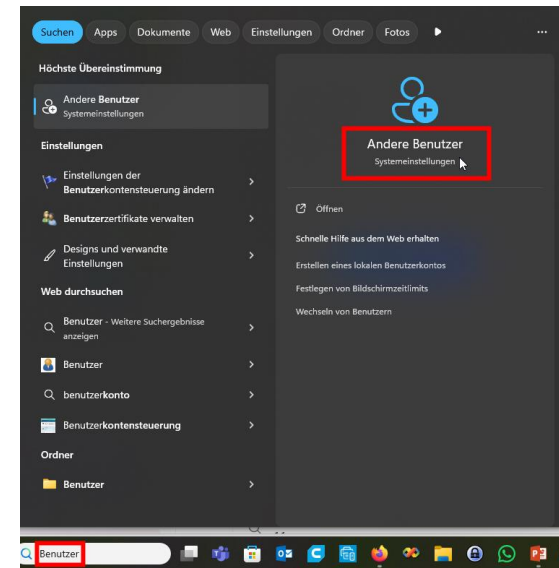 Suchen Apps Dokumente Web Einstellungen Ordner Fotos
Höchste Übereinstimmung
Andere Benutzer
Systemeinstellungen
Einstellungen
Einstellungen der
Benutzerkontensteuerung ändern
Benutzerzertifikate verwalten
Designs und verwandte
Einstellungen
Web durchsuchen
Benutzer - Weitere Suchergebnisse
anzeigen
Benutzer
benutzerkonto
Benutzerkontensteuerung
Ordner
Benutzer
Andere Benutzer
Systemeinstellungen
Öffnen
Schnelle Hilfe aus dem Web erhalten
Erstellen eines lokalen Benutzerkontos
Festlegen von Bildschirmzeitlimits
Wechseln von Benutzern
Benutzer